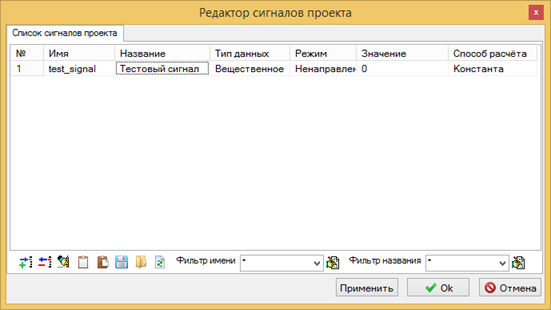 Редактор сигналов проекта
x
Список сигналов проекта
№ Имя Название Тип данных Режим Значение Способ расчёта
1 test_signal Тестовый сигнал Вещественное Ненаправлен 0 Константа
Фильтр имени * Фильтр названия *
Применить Ok Отмена